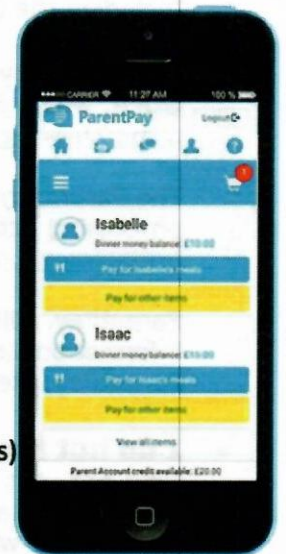 CARRIER 11:27 AM 100 %
ParentPay Logout
1
Isabelle
Dinner money balance: £10.00
Pay for Isabelle's meals
Pay for other items
Isaac
Dinner money balance: £10.00
Pay for Isaac's meals
Pay for other items
View all items
s)
Parent Account credit available: £20.00